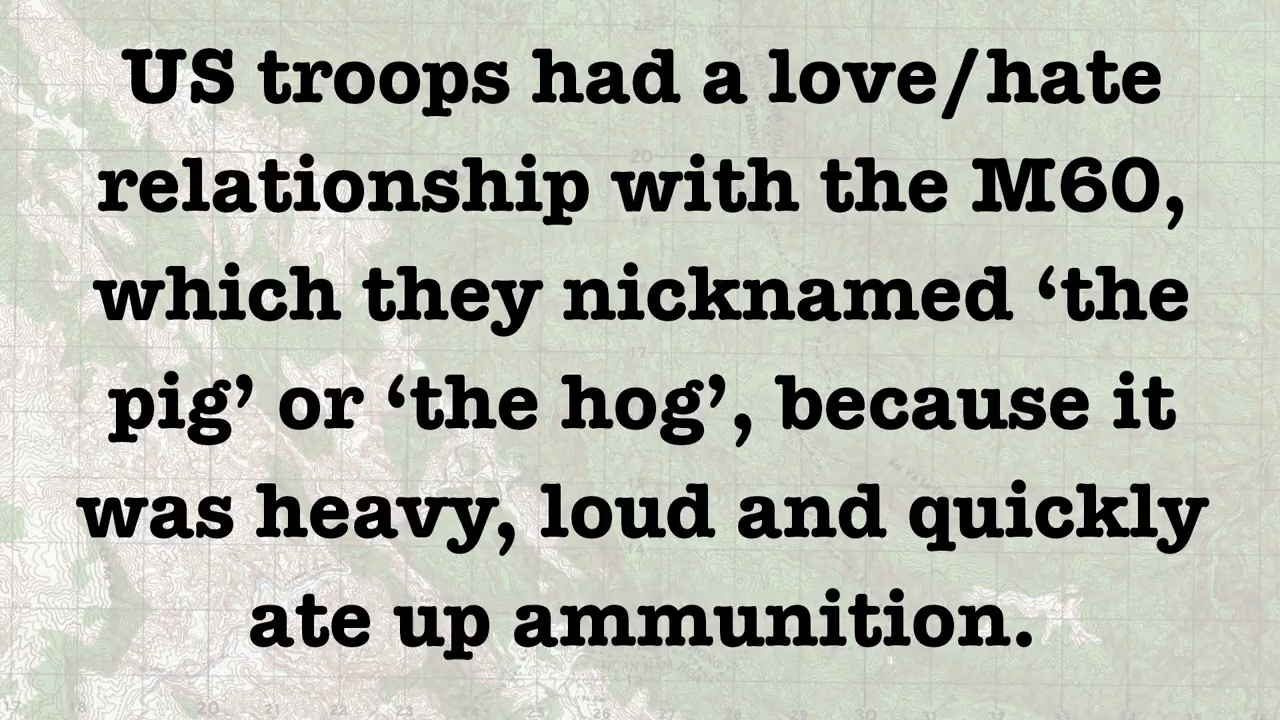 US troops had a love/hate
relationship with the M60,
which they nicknamed ‘the
pig’ or ‘the hog’, because it
was heavy, loud and quickly
ate up ammunition.